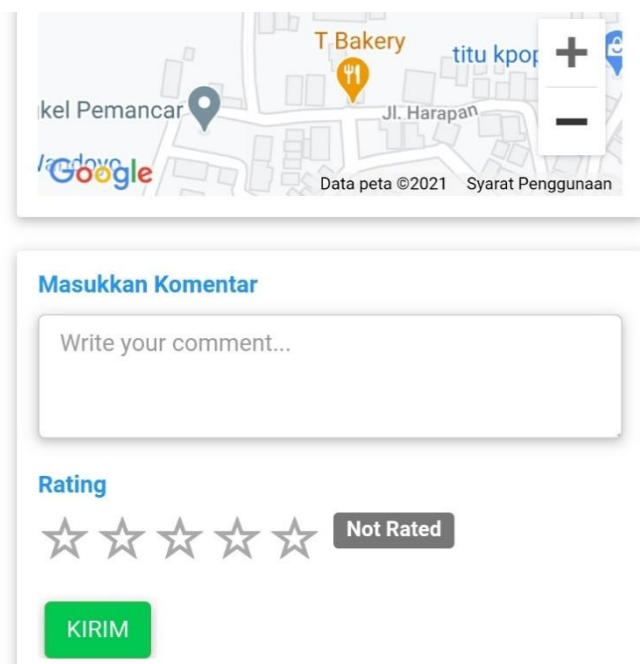 T Bakery
titu kpop
kel Pemancar
Jl. Harapan
Google
Data peta ©2021 Syarat Penggunaan
Masukkan Komentar
Write your comment...
Rating
Not Rated
KIRIM